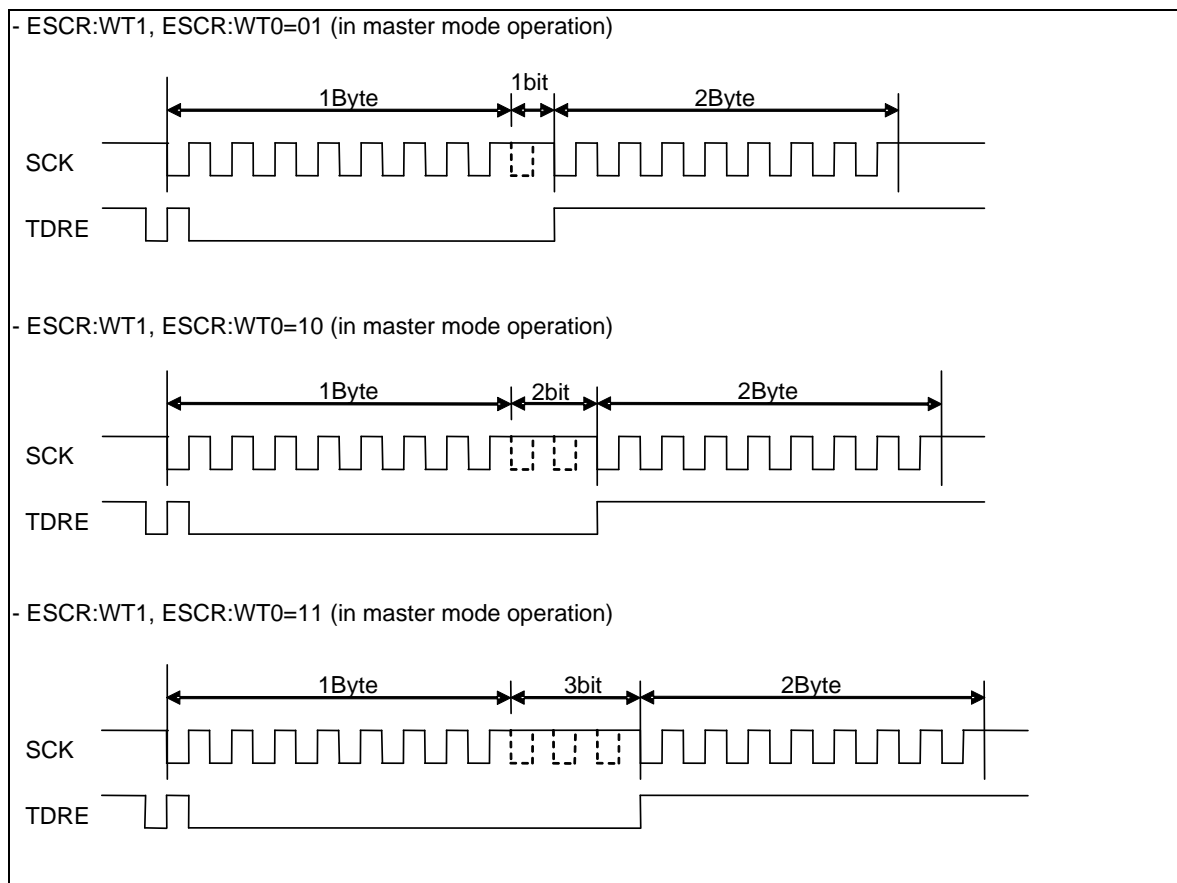 - ESCR:WT1, ESCR:WT0=01 (in master mode operation)
1Byte 1bit 2Byte
SCK
TDRE
- ESCR:WT1, ESCR:WT0=10 (in master mode operation)
1Byte 2bit 2Byte
SCK
TDRE
- ESCR:WT1, ESCR:WT0=11 (in master mode operation)
1Byte 3bit 2Byte
SCK
TDRE